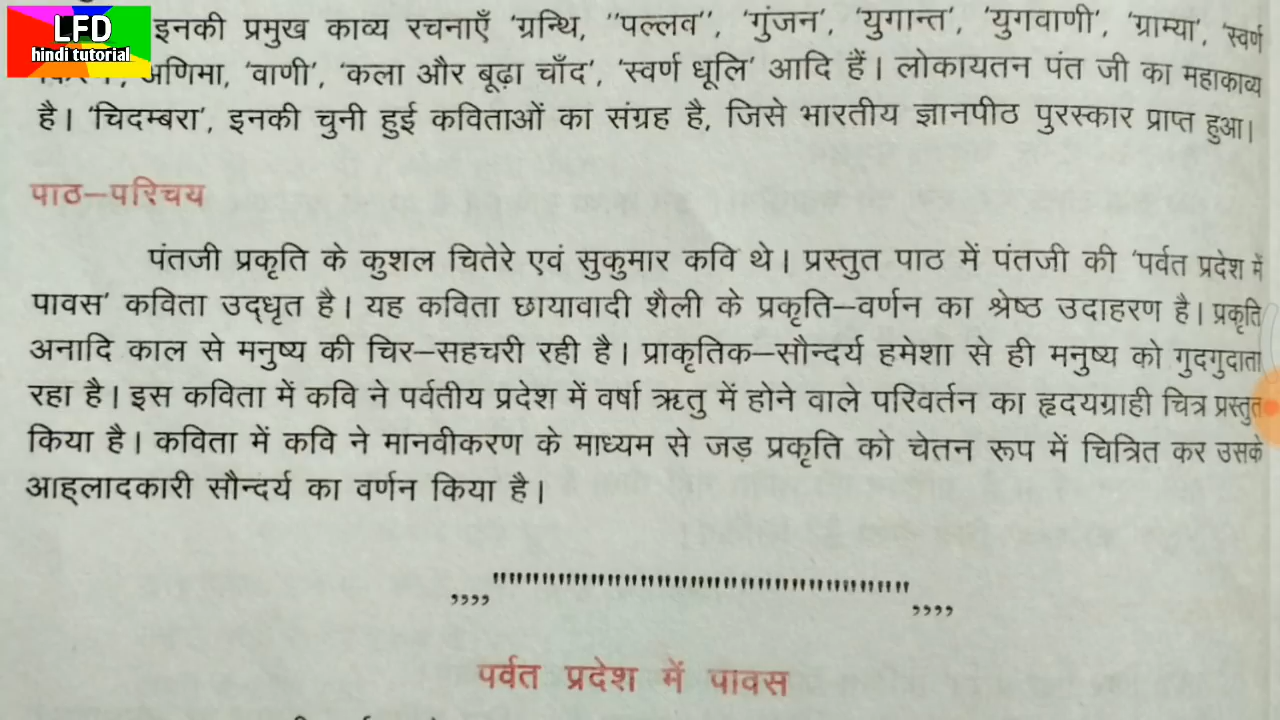 LFD
hindi tutorial
इनकी प्रमुख काव्य रचनाएँ 'ग्रन्थि, ''पल्लव'', 'गुंजन', 'युगान्त', 'युगवाणी', 'ग्राम्या', 'स्वर्ण
अणिमा, 'वाणी', 'कला और बूढ़ा चाँद', 'स्वर्ण धूलि' आदि हैं। लोकायतन पंत जी का महाकाव्य
है। 'चिदम्बरा', इनकी चुनी हुई कविताओं का संग्रह है, जिसे भारतीय ज्ञानपीठ पुरस्कार प्राप्त हुआ।
पाठ–परिचय
पंतजी प्रकृति के कुशल चितेरे एवं सुकुमार कवि थे। प्रस्तुत पाठ में पंतजी की 'पर्वत प्रदेश में
पावस' कविता उद्धृत है। यह कविता छायावादी शैली के प्रकृति–वर्णन का श्रेष्ठ उदाहरण है। प्रकृति
अनादि काल से मनुष्य की चिर–सहचरी रही है। प्राकृतिक–सौन्दर्य हमेशा से ही मनुष्य को गुदगुदाता
रहा है। इस कविता में कवि ने पर्वतीय प्रदेश में वर्षा ऋतु में होने वाले परिवर्तन का हृदयग्राही चित्र प्रस्तुत
किया है। कविता में कवि ने मानवीकरण के माध्यम से जड़ प्रकृति को चेतन रूप में चित्रित कर उसके
आह्लादकारी सौन्दर्य का वर्णन किया है।
पर्वत प्रदेश में पावस